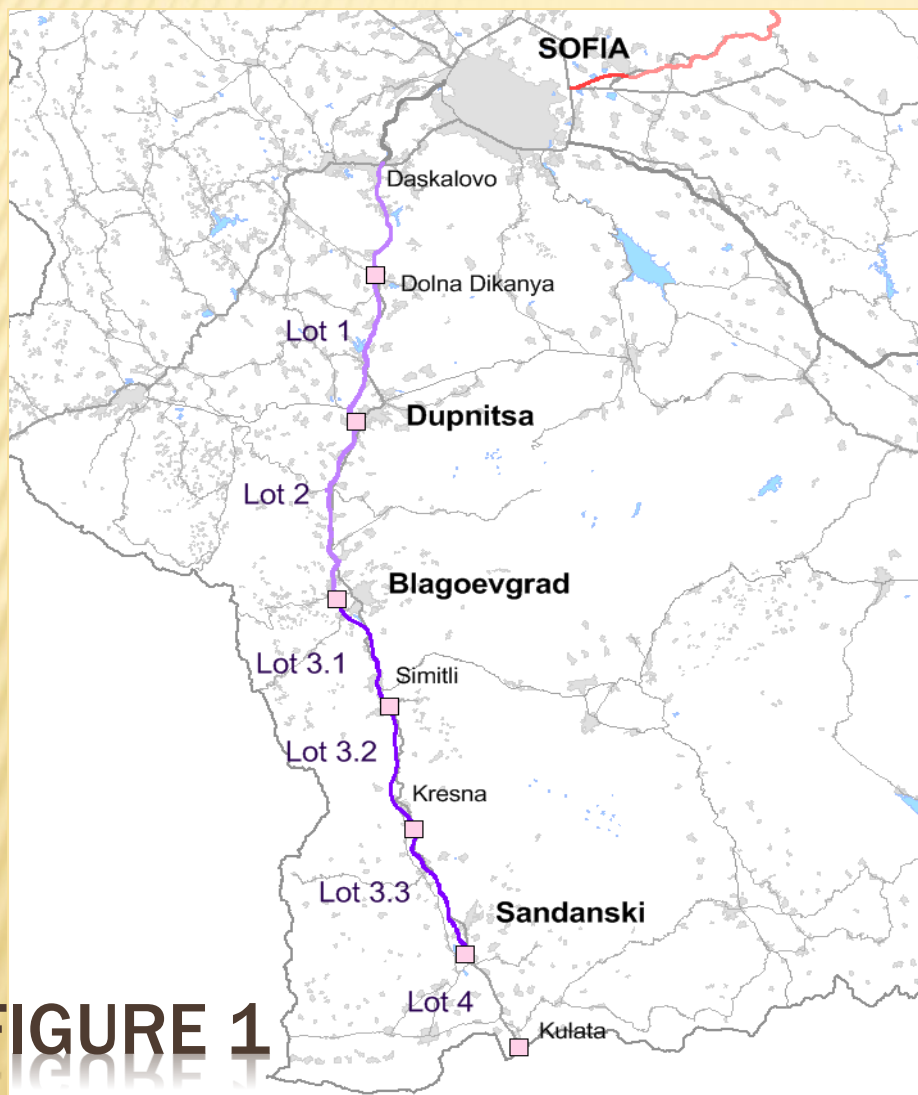 SOFIA
Daskalovo
Dolna Dikanya
Lot 1
Dupnitsa
Lot 2
Blagoevgrad
Lot 3.1
Simitli
Lot 3.2
Kresna
Lot 3.3
Sandanski
Lot 4
FIGURE 1
Kulata